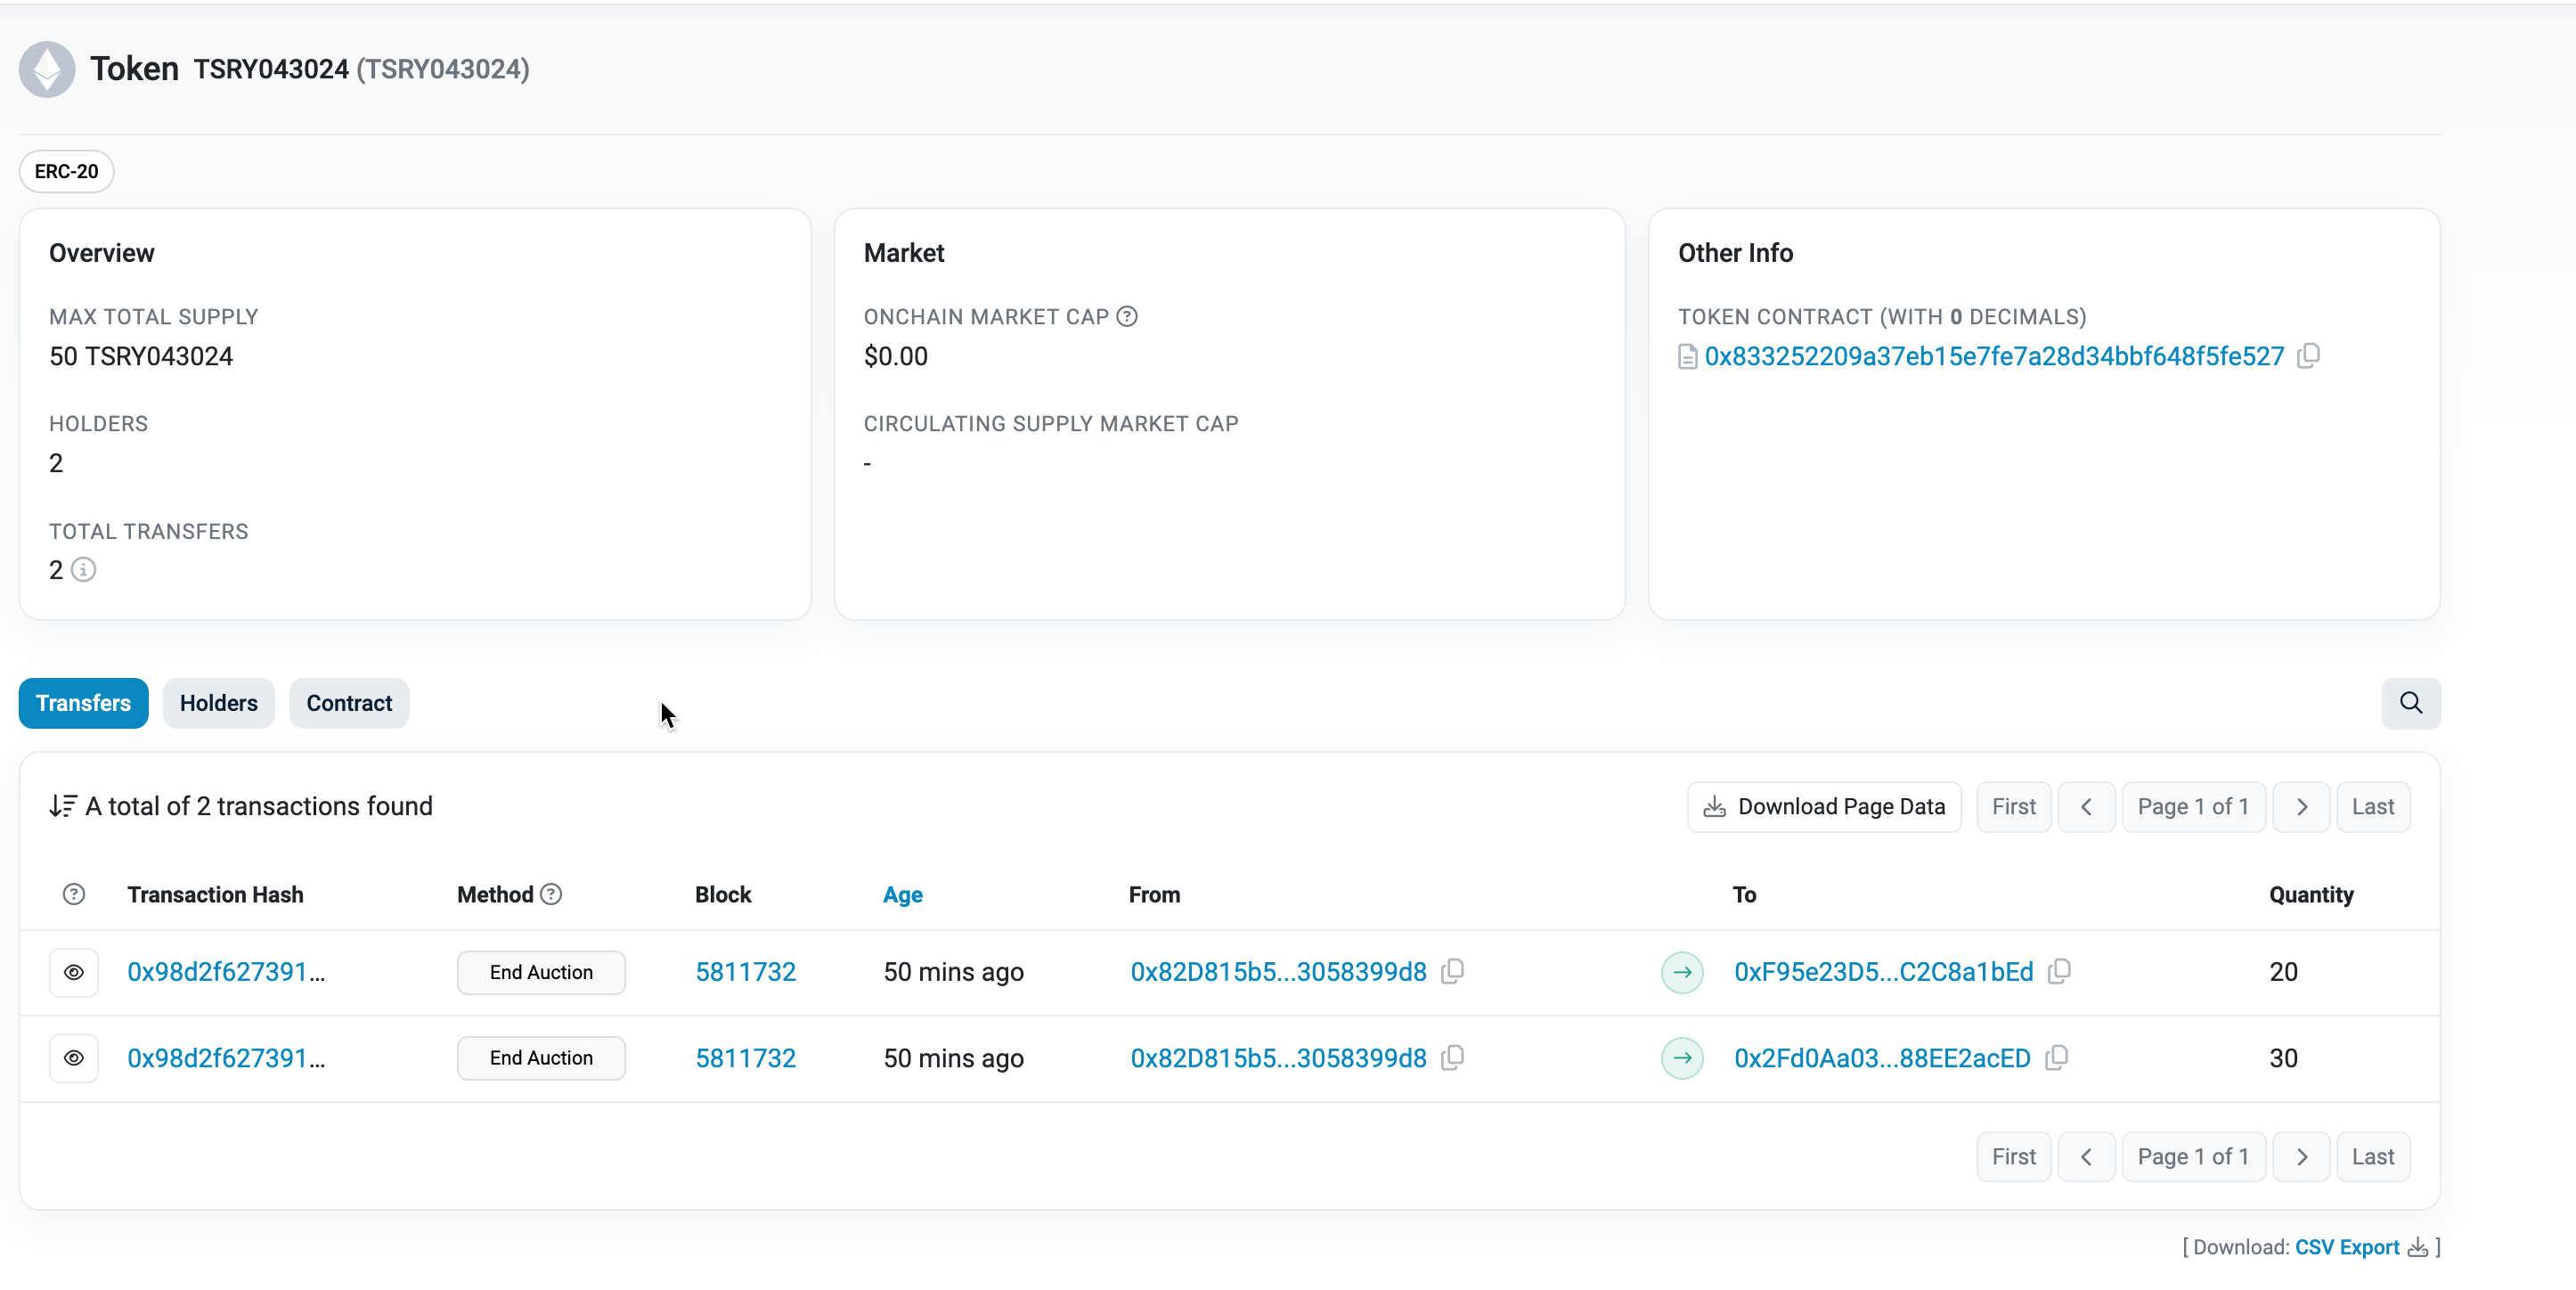 Token TSRY043024 (TSRY043024)
ERC-20
Overview
MAX TOTAL SUPPLY
50 TSRY043024
HOLDERS
2
TOTAL TRANSFERS
2
Market
ONCHAIN MARKET CAP
$0.00
CIRCULATING SUPPLY MARKET CAP
-
Other Info
TOKEN CONTRACT (WITH 0 DECIMALS)
0x833252209a37eb15e7fe7a28d34bbf648f5fe527
Transfers Holders Contract
A total of 2 transactions found Download Page Data First Page 1 of 1 Last
Transaction Hash Method Block Age From To Quantity
0x98d2f627391... End Auction 5811732 50 mins ago 0x82D815b5...3058399d8 0xF95e23D5...C2C8a1bEd 20
0x98d2f627391... End Auction 5811732 50 mins ago 0x82D815b5...3058399d8 0x2Fd0Aa03...88EE2acED 30
First Page 1 of 1 Last
[ Download: CSV Export ]